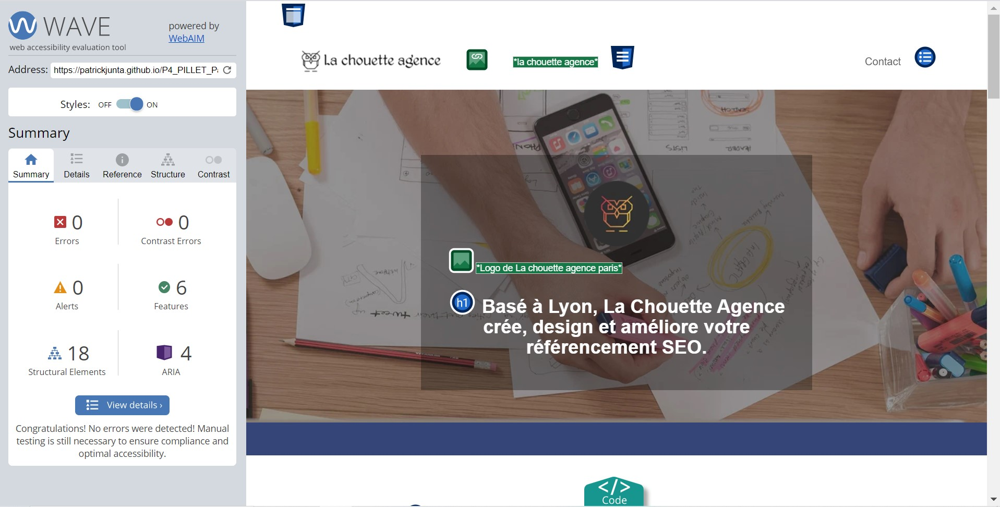 WAVE
web accessibility evaluation tool
powered by
WebAIM
Address: https://patrickjunta.github.io/P4_PILLET_P
Styles: OFF ON
Summary
Summary Details Reference Structure Contrast
0 0
Errors Contrast Errors
0 6
Alerts Features
18 4
Structural Elements ARIA
View details ›
Congratulations! No errors were detected! Manual
testing is still necessary to ensure compliance and
optimal accessibility.
La chouette agence *la chouette agence* Contact
SEARCH
LISTS
HEADER
*Logo de La chouette agence paris*
h1 Basé à Lyon, La Chouette Agence
crée, design et améliore votre
référencement SEO.
</>
Code